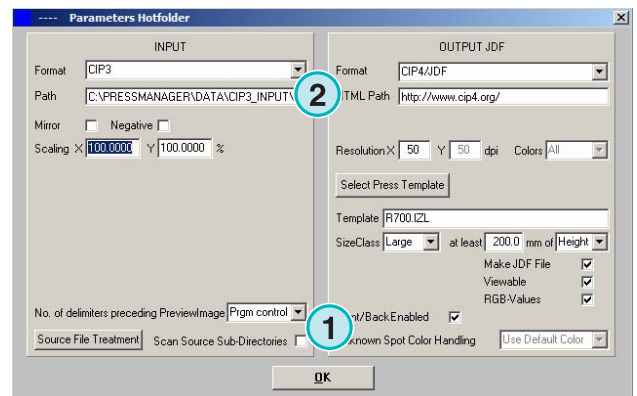 ---- Parameters Hotfolder
INPUT
Format CIP3
Path C:\PRESSMANAGER\DATA\CIP3_INPUT\
Mirror Negative
Scaling X 100.0000 Y 100.0000 %
No. of delimiters preceding PreviewImage Prgm control
Source File Treatment Scan Source Sub-Directories
OUTPUT JDF
Format CIP4/JDF
HTML Path http://www.cip4.org/
Resolution X 50 Y 50 dpi Colors All
Select Press Template
Template R700.IZL
SizeClass Large at least 200.0 mm of Height
Make JDF File
Viewable
RGB-Values
/Back Enabled
Spot Color Handling Use Default Color
OK
2
1